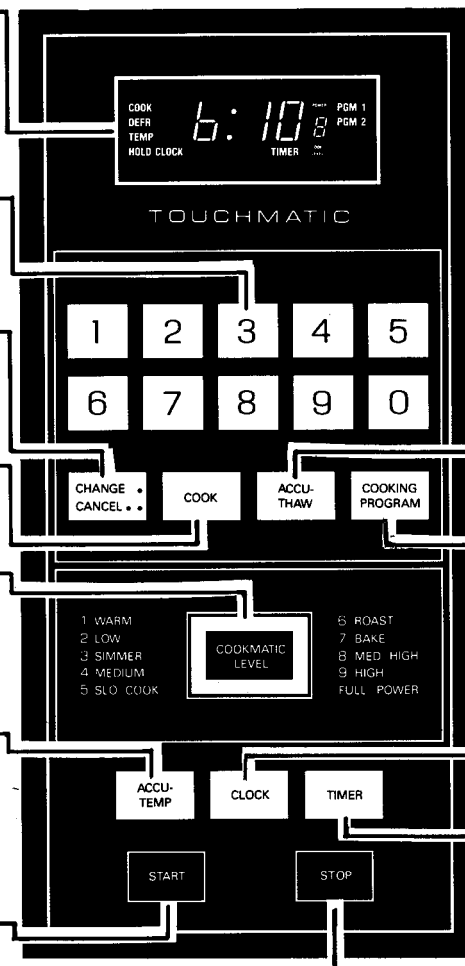 COOK
DEFR
TEMP
HOLD CLOCK
6:10
POWER
8
PGM 1
PGM 2
TIMER
TOUCHMATIC
1 2 3 4 5
6 7 8 9 0
CHANGE •
CANCEL • •
COOK
ACCU-
THAW
COOKING
PROGRAM
1 WARM
2 LOW
3 SIMMER
4 MEDIUM
5 SLO COOK
COOKMATIC
LEVEL
6 ROAST
7 BAKE
8 MED HIGH
9 HIGH
FULL POWER
ACCU-
TEMP
CLOCK
TIMER
START
STOP